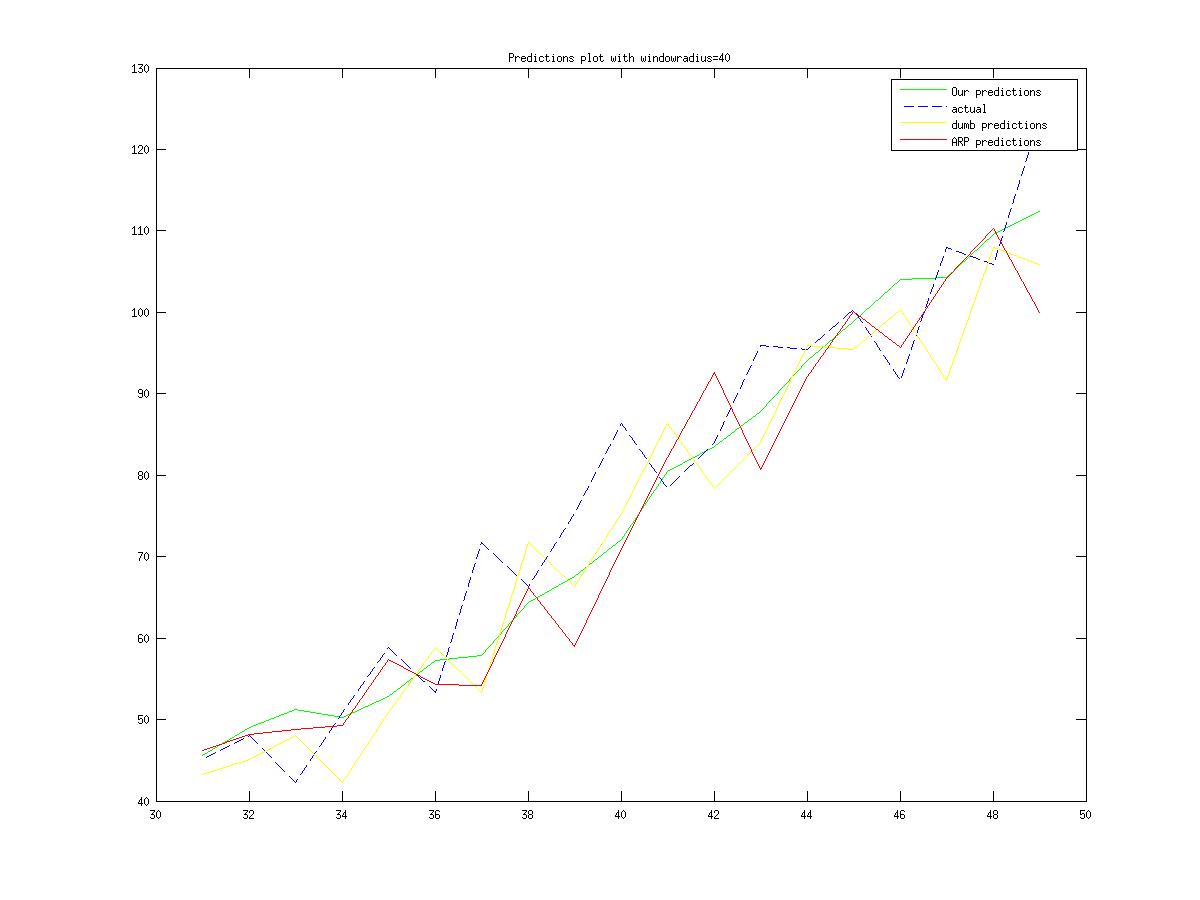 Predictions plot with windowradius=40
130
120
110
100
90
80
70
60
50
40
Our predictions
actual
dumb predictions
ARP predictions
30 32 34 36 38 40 42 44 46 48 50